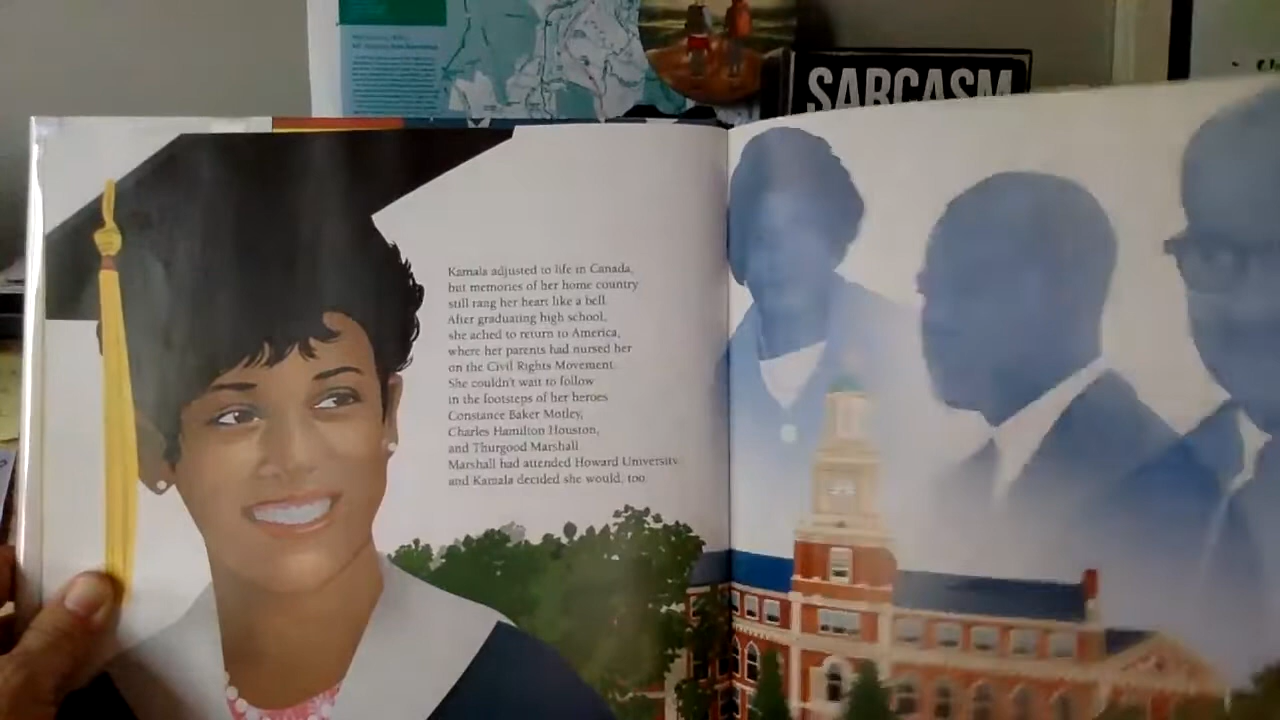 SARCASM
Kamala adjusted to life in Canada,
but memories of her home country
still rang her heart like a bell.
After graduating high school,
she ached to return to America,
where her parents had nursed her
on the Civil Rights Movement.
She couldn't wait to follow
in the footsteps of her heroes
Constance Baker Motley,
Charles Hamilton Houston,
and Thurgood Marshall.
Marshall had attended Howard University,
and Kamala decided she would, too.